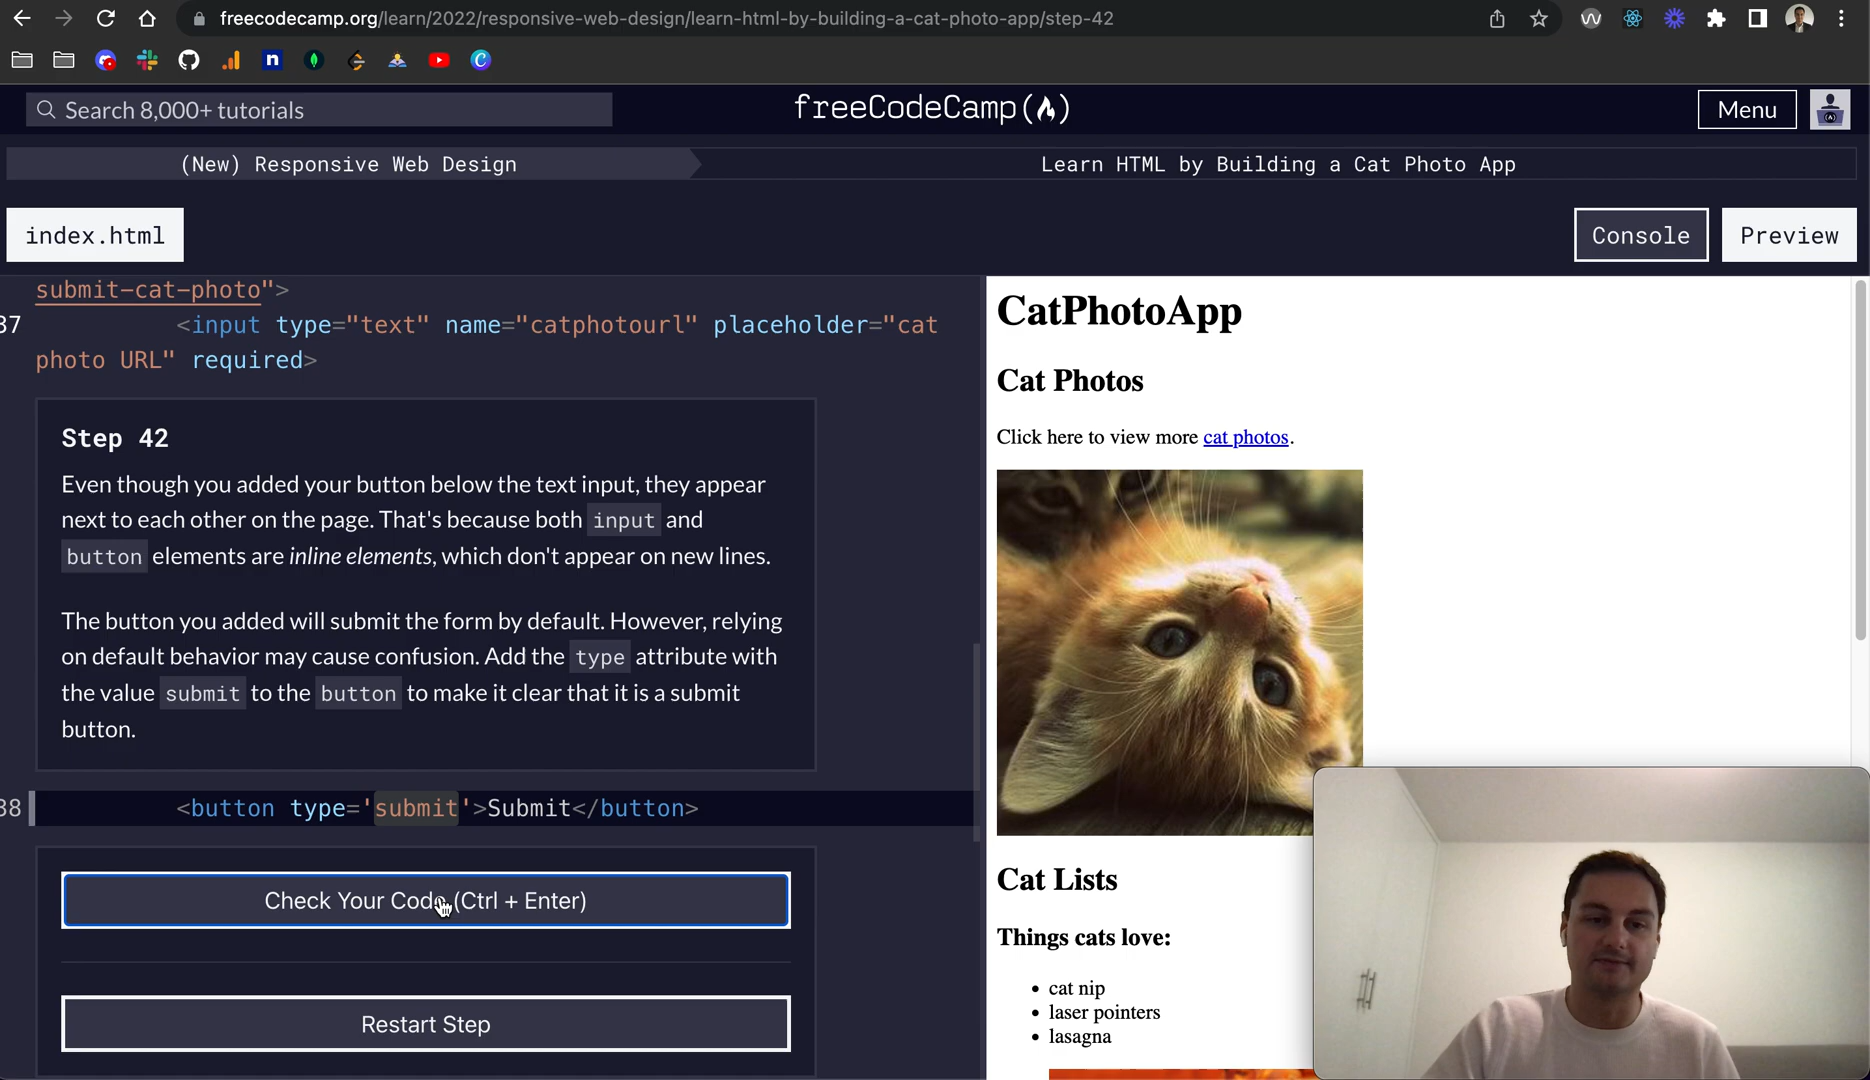 freecodecamp.org/learn/2022/responsive-web-design/learn-html-by-building-a-cat-photo-app/step-42
Search 8,000+ tutorials
freeCodeCamp
Menu
(New) Responsive Web Design
Learn HTML by Building a Cat Photo App
index.html
Console
Preview
submit-cat-photo">
37 <input type="text" name="catphotourl" placeholder="cat
photo URL" required>
Step 42
Even though you added your button below the text input, they appear
next to each other on the page. That's because both input and
button elements are inline elements, which don't appear on new lines.
The button you added will submit the form by default. However, relying
on default behavior may cause confusion. Add the type attribute with
the value submit to the button to make it clear that it is a submit
button.
38 <button type='submit'>Submit</button>
Check Your Code (Ctrl + Enter)
Restart Step
CatPhotoApp
Cat Photos
Click here to view more cat photos.
Cat Lists
Things cats love:
• cat nip
• laser pointers
• lasagna